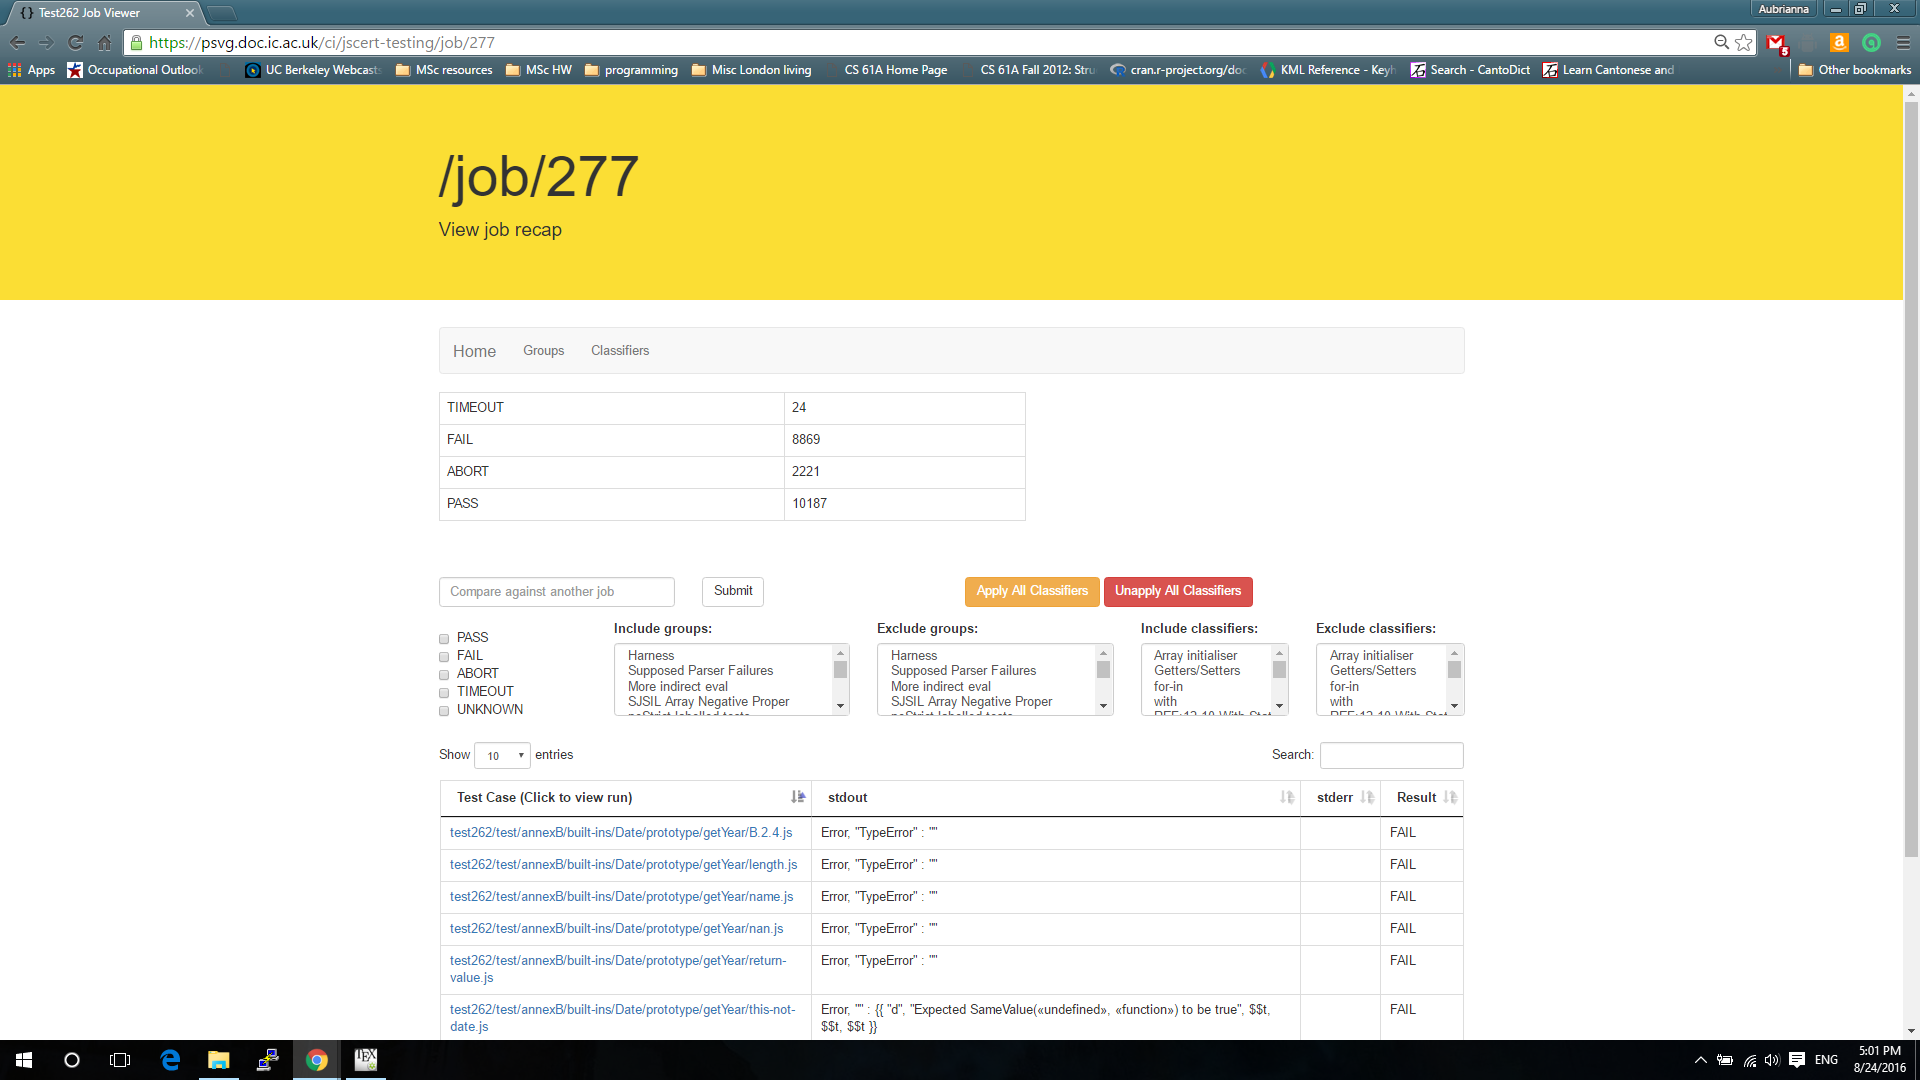 {} Test262 Job Viewer
Aubrianna
https://psvg.doc.ic.ac.uk/ci/jscert-testing/job/277
5
Apps
Occupational Outlook
UC Berkeley Webcasts
MSc resources
MSc HW
programming
Misc London living
CS 61A Home Page
CS 61A Fall 2012: Stru
cran.r-project.org/doc
KML Reference - Keyh
Search - CantoDict
Learn Cantonese and
Other bookmarks
/job/277
View job recap
Home Groups Classifiers
TIMEOUT 24
FAIL 8869
ABORT 2221
PASS 10187
Compare against another job Submit Apply All Classifiers Unapply All Classifiers
PASS
FAIL
ABORT
TIMEOUT
UNKNOWN
Include groups:
Harness
Supposed Parser Failures
More indirect eval
SJSIL Array Negative Proper
Exclude groups:
Harness
Supposed Parser Failures
More indirect eval
SJSIL Array Negative Proper
Include classifiers:
Array initialiser
Getters/Setters
for-in
with
Exclude classifiers:
Array initialiser
Getters/Setters
for-in
with
Show 10 entries Search:
Test Case (Click to view run) stdout stderr Result
test262/test/annexB/built-ins/Date/prototype/getYear/B.2.4.js Error, "TypeError" : "" FAIL
test262/test/annexB/built-ins/Date/prototype/getYear/length.js Error, "TypeError" : "" FAIL
test262/test/annexB/built-ins/Date/prototype/getYear/name.js Error, "TypeError" : "" FAIL
test262/test/annexB/built-ins/Date/prototype/getYear/nan.js Error, "TypeError" : "" FAIL
test262/test/annexB/built-ins/Date/prototype/getYear/return- Error, "TypeError" : "" FAIL
value.js
test262/test/annexB/built-ins/Date/prototype/getYear/this-not- Error, "" : {{ "d", "Expected SameValue(«undefined», «function») to be true", $$t, FAIL
date.js $$t, $$t }}
ENG
5:01 PM
8/24/2016